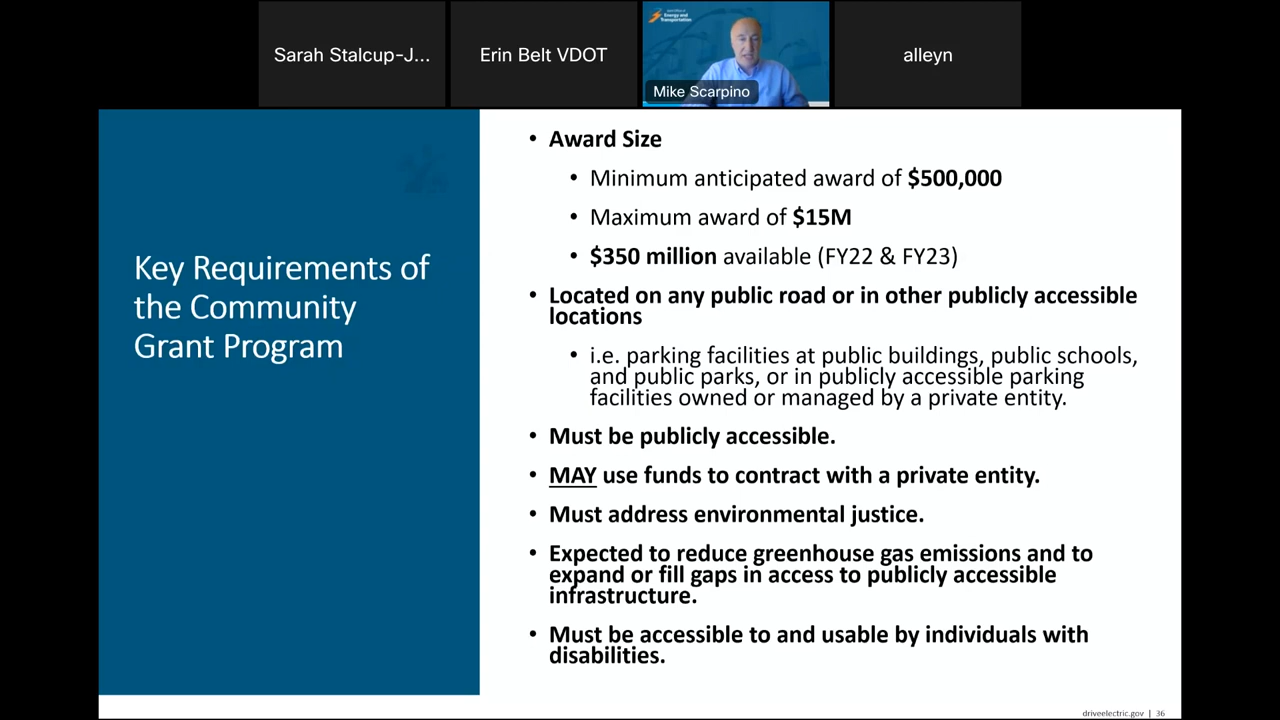 Sarah Stalcup-J...
Erin Belt VDOT
Energy and
Transportation
Mike Scarpino
alleyn
Key Requirements of
the Community
Grant Program
• Award Size
• Minimum anticipated award of $500,000
• Maximum award of $15M
• $350 million available (FY22 & FY23)
• Located on any public road or in other publicly accessible
locations
• i.e. parking facilities at public buildings, public schools,
and public parks, or in publicly accessible parking
facilities owned or managed by a private entity.
• Must be publicly accessible.
• MAY use funds to contract with a private entity.
• Must address environmental justice.
• Expected to reduce greenhouse gas emissions and to
expand or fill gaps in access to publicly accessible
infrastructure.
• Must be accessible to and usable by individuals with
disabilities.
driveelectric.gov | 36